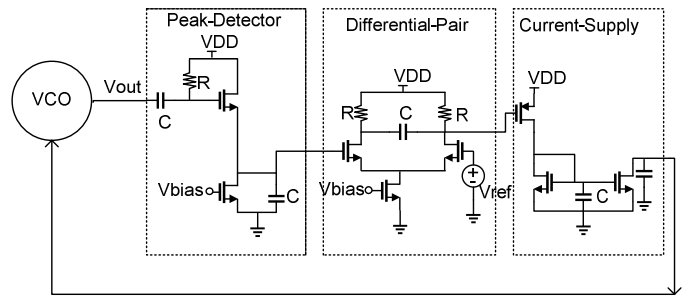 Peak-Detector
Differential-Pair
Current-Supply
VDD
VDD
VDD
VCO
Vout
R
C
R
C
R
Vbias
C
Vbias
Vref
C